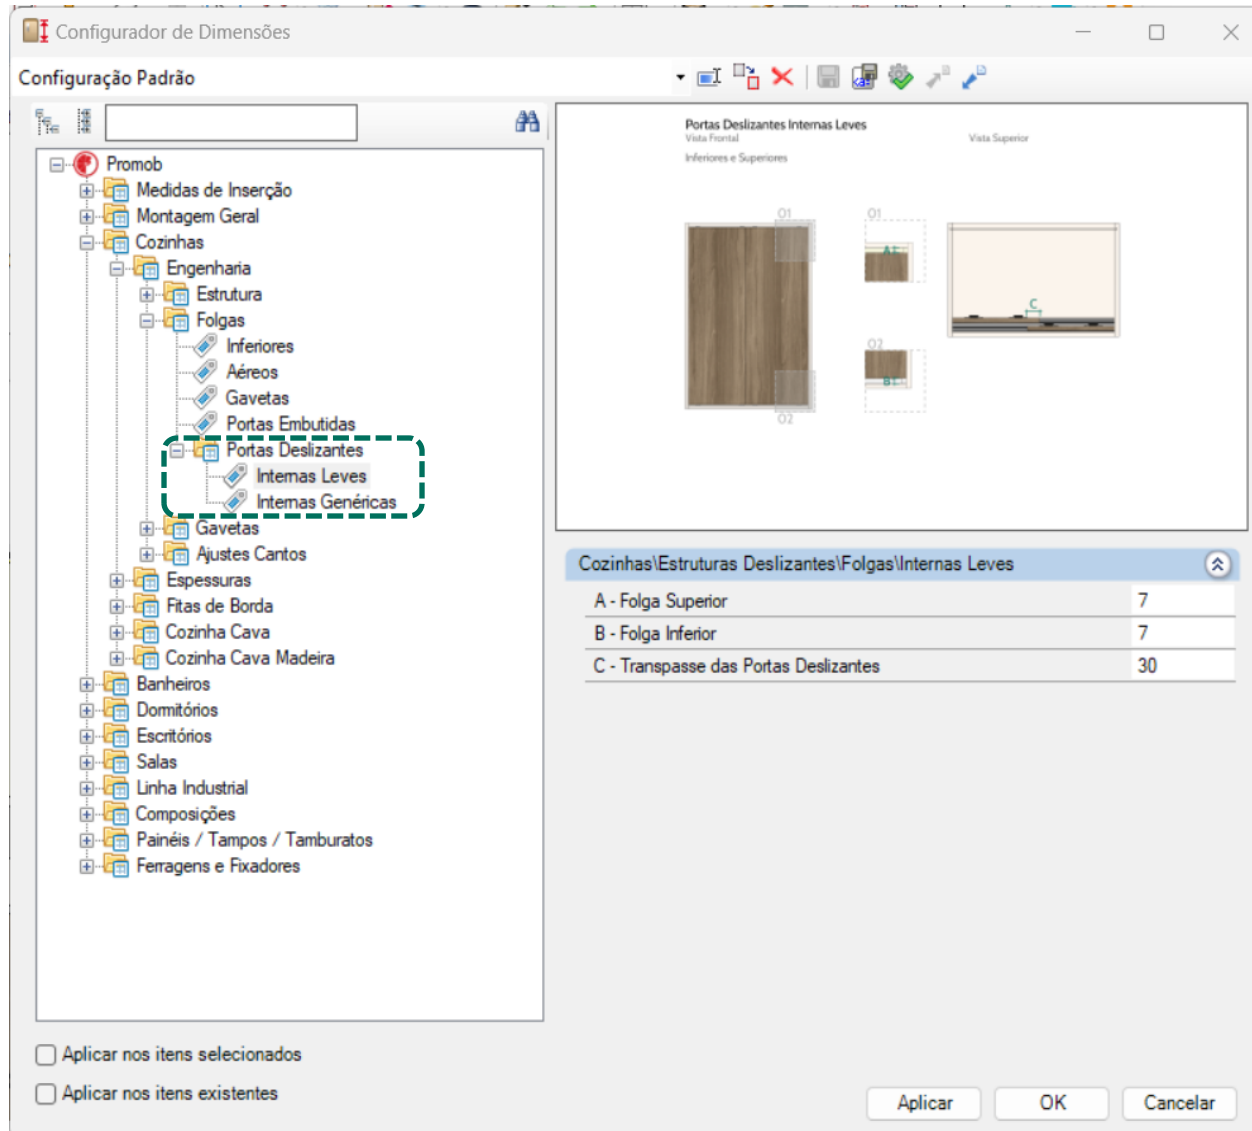 Configurador de Dimensões
Configuração Padrão
Promob
Medidas de Inserção
Montagem Geral
Cozinhas
Engenharia
Estrutura
Folgas
Inferiores
Aéreos
Gavetas
Portas Embutidas
Portas Deslizantes
Internas Leves
Internas Genéricas
Gavetas
Ajustes Cantos
Espessuras
Fitas de Borda
Cozinha Cava
Cozinha Cava Madeira
Banheiros
Dormitórios
Escritórios
Salas
Linha Industrial
Composições
Painéis / Tampos / Tamburatos
Ferragens e Fixadores
Portas Deslizantes Internas Leves
Vista Frontal
Vista Superior
Inferiores e Superiores
01
01
A
C
02
B
02
Cozinhas\Estruturas Deslizantes\Folgas\Internas Leves
A - Folga Superior 7
B - Folga Inferior 7
C - Transpasse das Portas Deslizantes 30
Aplicar nos itens selecionados
Aplicar nos itens existentes
Aplicar OK Cancelar